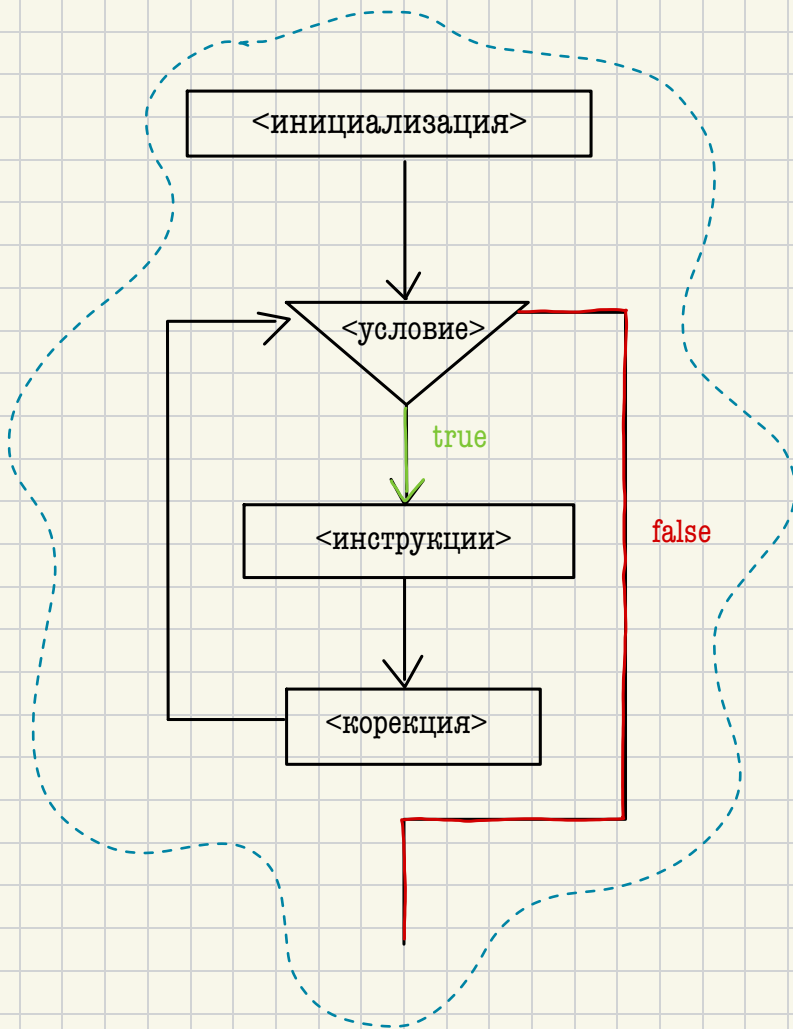 <инициализация>
<условие>
true
<инструкции>
false
<корекция>